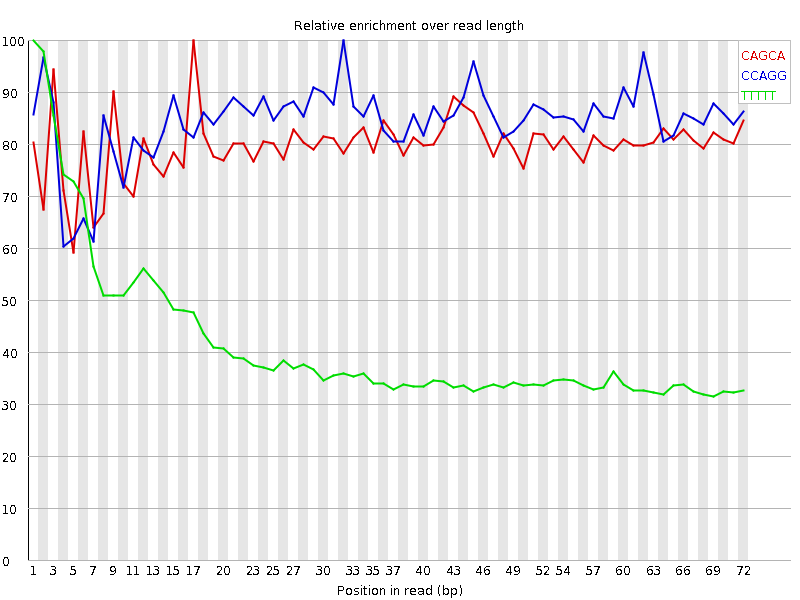 Relative enrichment over read length
100
90
80
70
60
50
40
30
20
10
0
CAGCA
CCAGG
TTTTT
1 3 5 7 9 11 13 15 17 20 23 25 27 30 33 35 37 40 43 46 49 52 54 57 60 63 66 69 72
Position in read (bp)